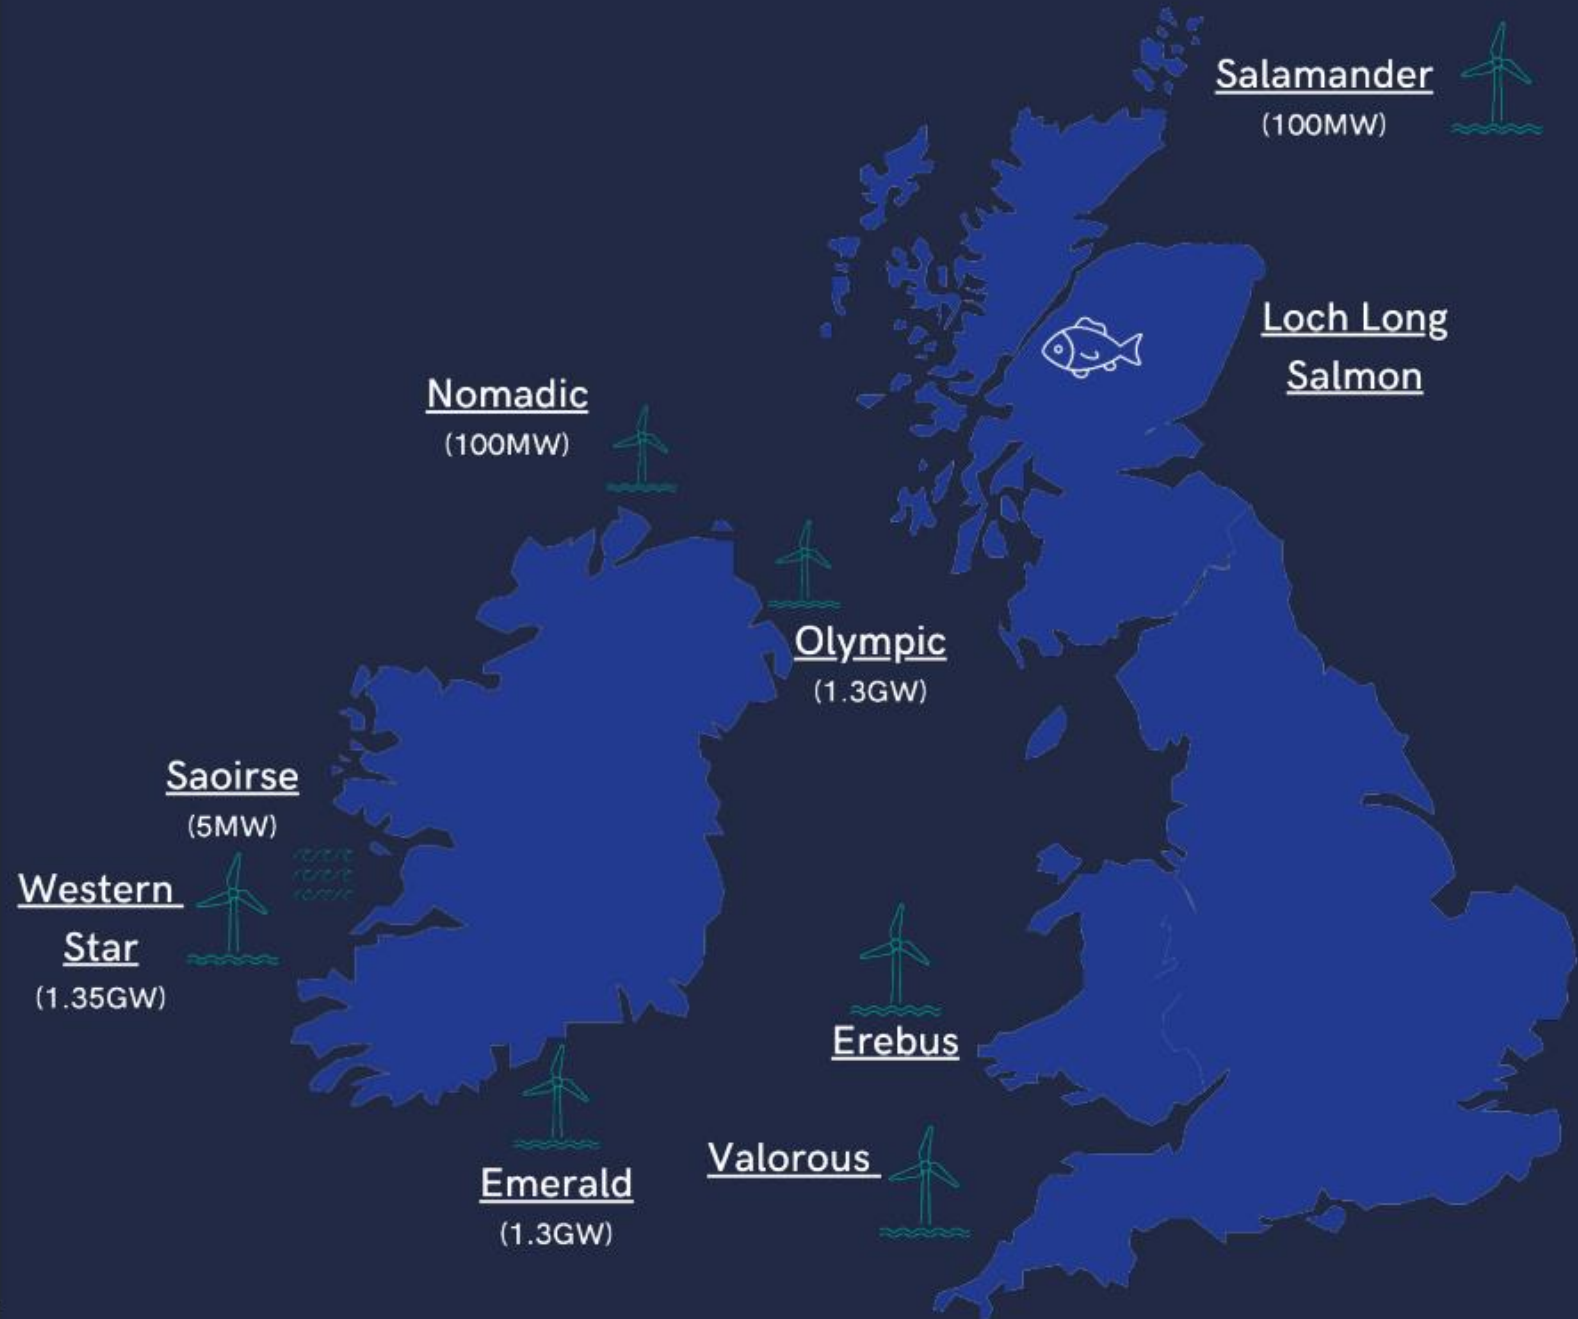 Salamander
(100MW)
Loch Long
Salmon
Nomadic
(100MW)
Olympic
(1.3GW)
Saoirse
(5MW)
Western
Star
(1.35GW)
Erebus
Valorous
Emerald
(1.3GW)